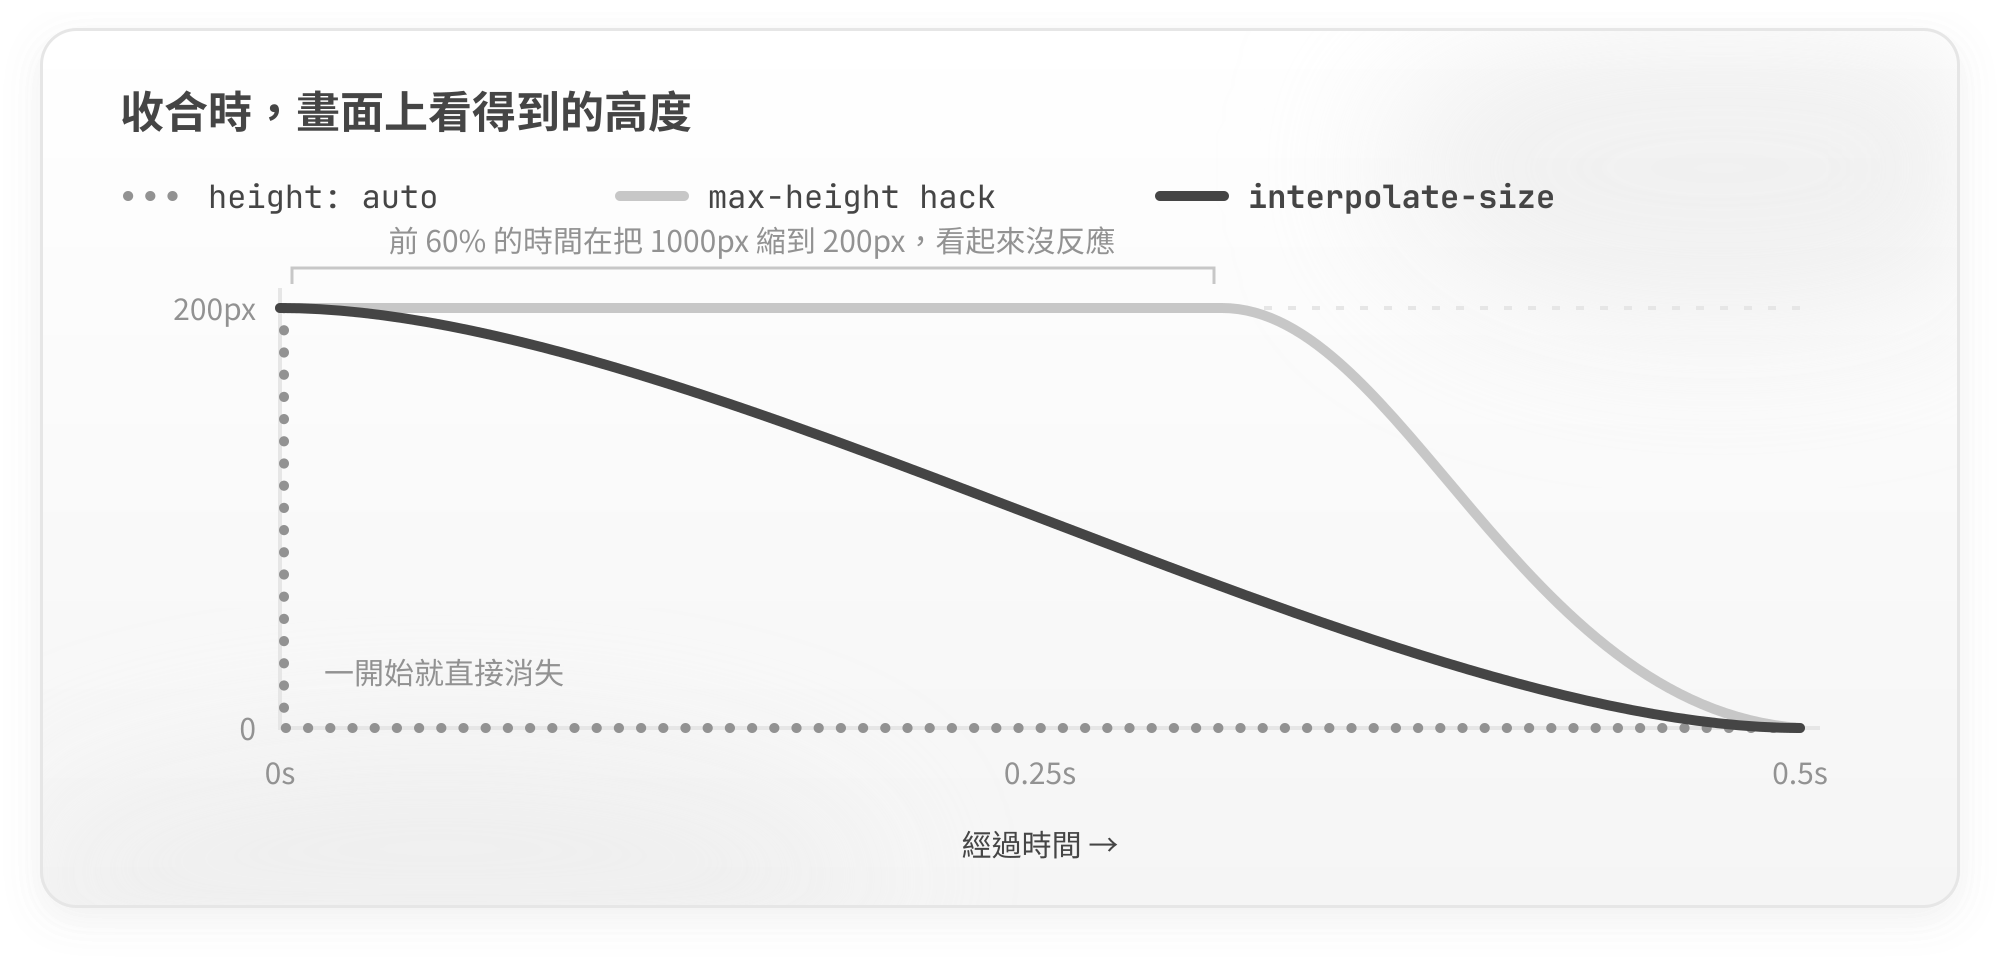 收合時，畫面上看得到的高度
height: auto
max-height hack
interpolate-size
前 60% 的時間在把 1000px 縮到 200px，看起來沒反應
200px
一開始就直接消失
0
0s
0.25s
0.5s
經過時間 →